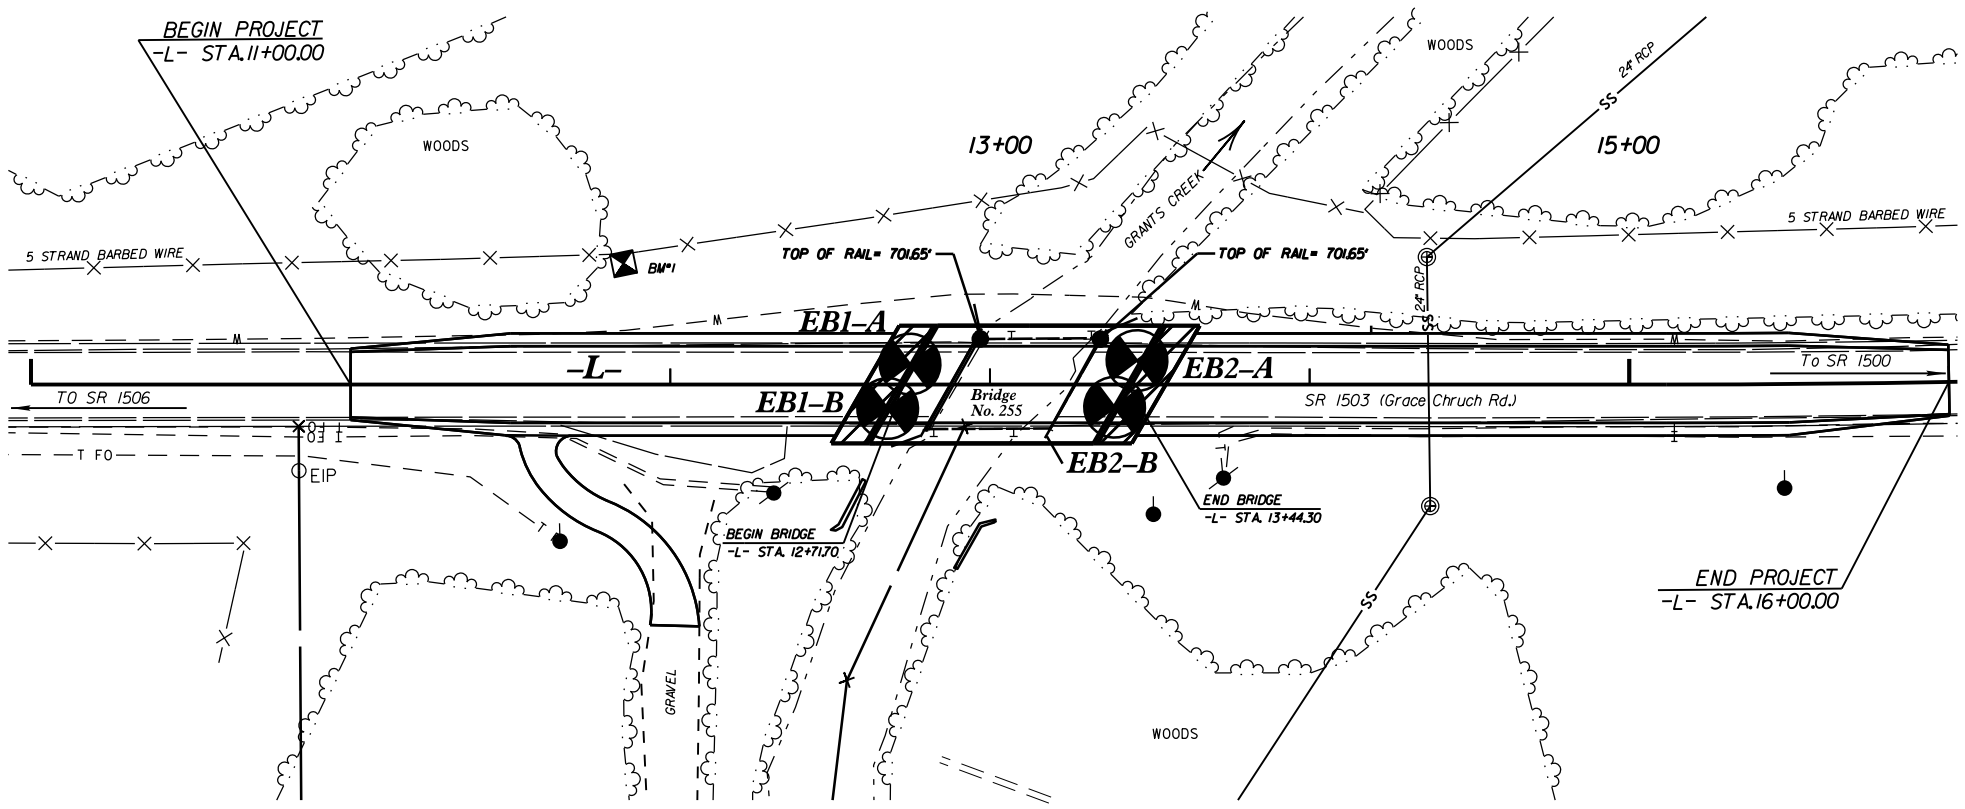 BEGIN PROJECT
-L- STA.11+00.00
WOODS
24" RCP
SS
WOODS
13+00
15+00
GRANTS CREEK
5 STRAND BARBED WIRE
5 STRAND BARBED WIRE
BM#1
TOP OF RAIL= 701.65'
TOP OF RAIL= 701.65'
24" RCP
SS
W
W
W
W
EB1-A
-L-
EB2-A
To SR 1500
TO SR 1506
EB1-B
Bridge
No. 255
SR 1503 (Grace Chruch Rd.)
T FO
T FO
T FO
EIP
EB2-B
END BRIDGE
-L- STA. 13+44.30
BEGIN BRIDGE
-L- STA. 12+71.70
END PROJECT
-L- STA.16+00.00
SS
GRAVEL
WOODS